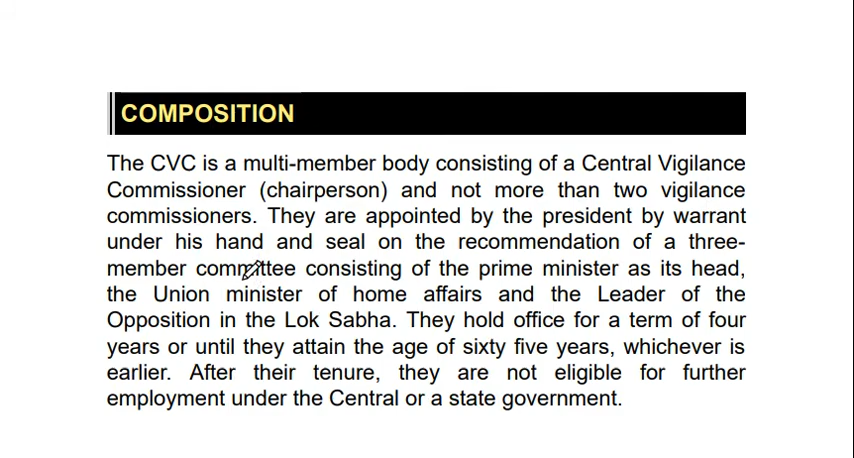 COMPOSITION
The CVC is a multi-member body consisting of a Central Vigilance
Commissioner (chairperson) and not more than two vigilance
commissioners. They are appointed by the president by warrant
under his hand and seal on the recommendation of a three-
member committee consisting of the prime minister as its head,
the Union minister of home affairs and the Leader of the
Opposition in the Lok Sabha. They hold office for a term of four
years or until they attain the age of sixty five years, whichever is
earlier. After their tenure, they are not eligible for further
employment under the Central or a state government.